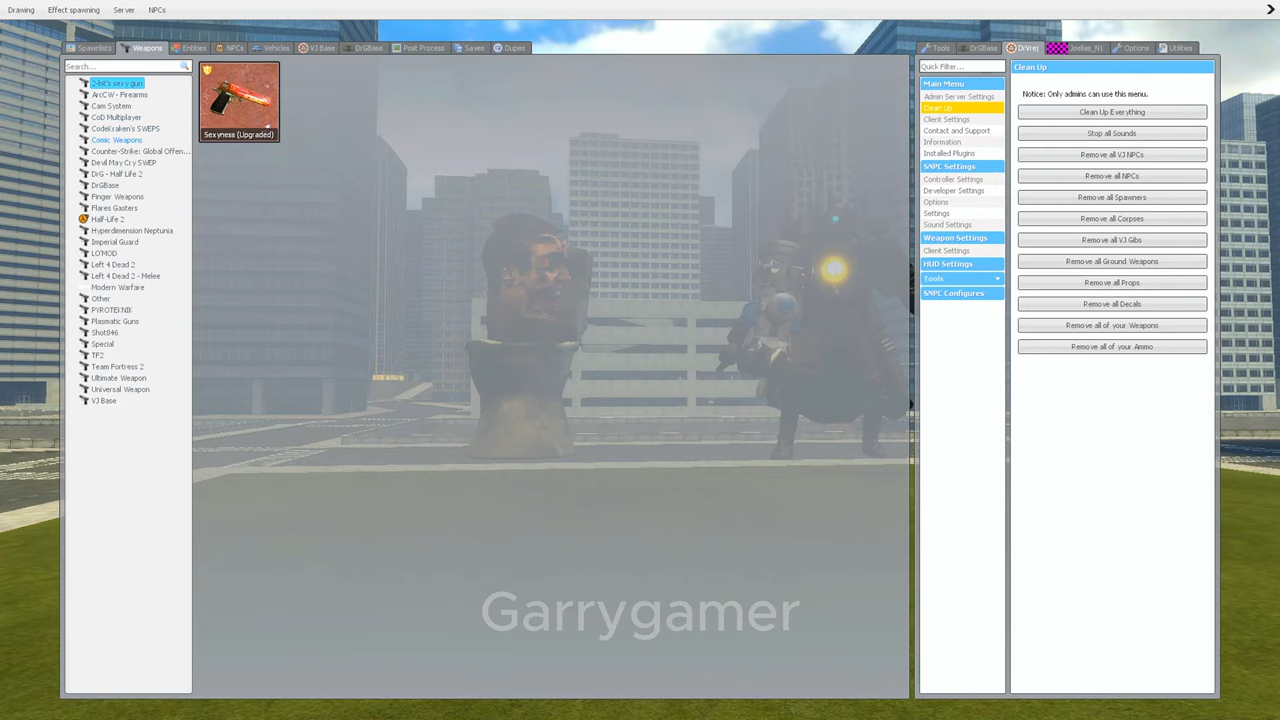 Drawing Effect spawning Server NPCs
Spawnlists Weapons Entities NPCs Vehicles VJ Base DrGBase Post Process Saves Dupes
Search...
2-bit's sexy gun
ArcCW - Firearms
Cam System
CoD Multiplayer
CodeKraken's SWEPS
Comic Weapons
Counter-Strike: Global Offen...
Devil May Cry SWEP
DrG - Half Life 2
DrGBase
Finger Weapons
Flares Gasters
Half-Life 2
Hyperdimension Neptunia
Imperial Guard
LO'MOD
Left 4 Dead 2
Left 4 Dead 2 - Melee
Modern Warfare
Other
PYROTEKNIK
Plasmatic Guns
Shot846
Special
TF2
Team Fortress 2
Ultimate Weapon
Universal Weapon
VJ Base
Sexyness (Upgraded)
Garrygamer
Tools DrGBase DrVrej Joelias_N1 Options Utilities
Quick Filter...
Main Menu
Admin Server Settings
Clean Up
Client Settings
Contact and Support
Information
Installed Plugins
SNPC Settings
Controller Settings
Developer Settings
Options
Settings
Sound Settings
Weapon Settings
Client Settings
HUD Settings
Tools
SNPC Configures
Clean Up
Notice: Only admins can use this menu.
Clean Up Everything
Stop all Sounds
Remove all VJ NPCs
Remove all NPCs
Remove all Spawners
Remove all Corpses
Remove all VJ Gibs
Remove all Ground Weapons
Remove all Props
Remove all Decals
Remove all of your Weapons
Remove all of your Ammo